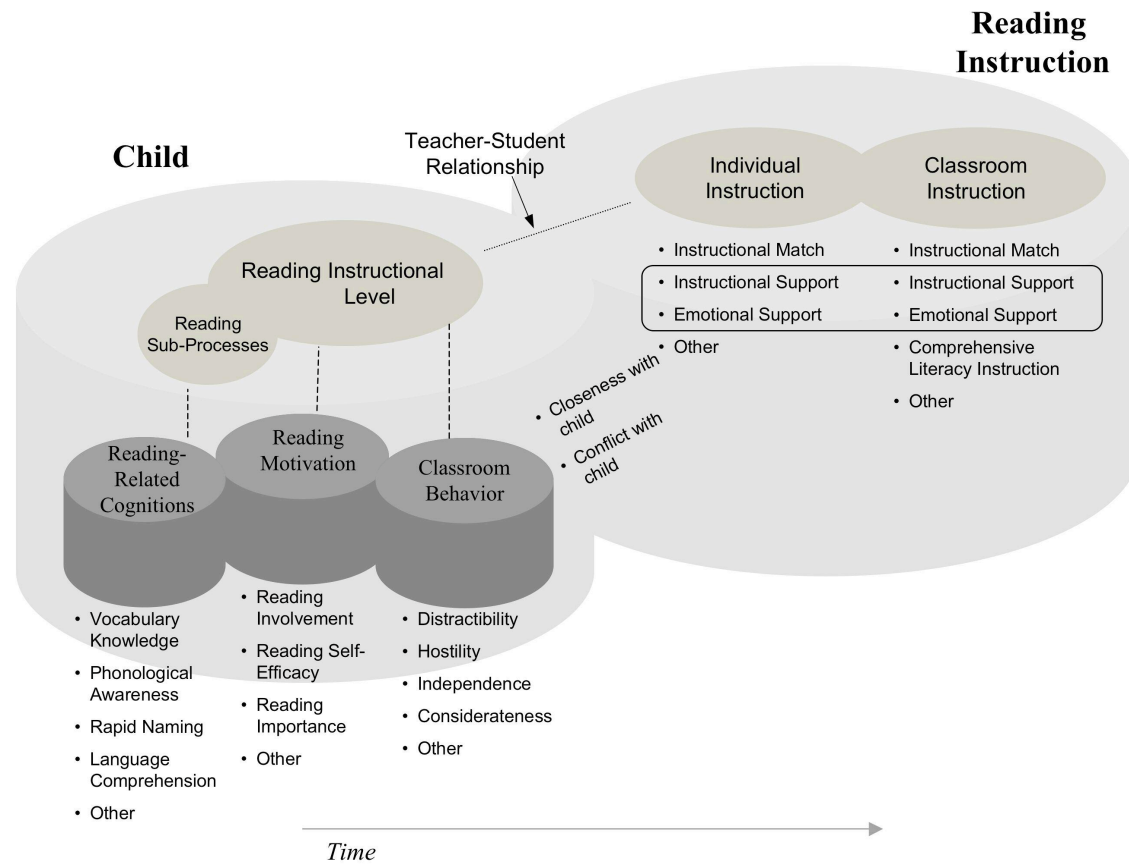 Reading
Instruction
Child
Teacher-Student
Relationship
Individual
Instruction
Classroom
Instruction
• Instructional Match
• Instructional Support
• Emotional Support
• Other
• Instructional Match
• Instructional Support
• Emotional Support
• Comprehensive
Literacy Instruction
• Other
Reading Instructional
Level
Reading
Sub-Processes
• Closeness with
child
• Conflict with
child
Reading-
Related
Cognitions
Reading
Motivation
Classroom
Behavior
• Vocabulary
Knowledge
• Phonological
Awareness
• Rapid Naming
• Language
Comprehension
• Other
• Reading
Involvement
• Reading Self-
Efficacy
• Reading
Importance
• Other
• Distractibility
• Hostility
• Independence
• Considerateness
• Other
Time